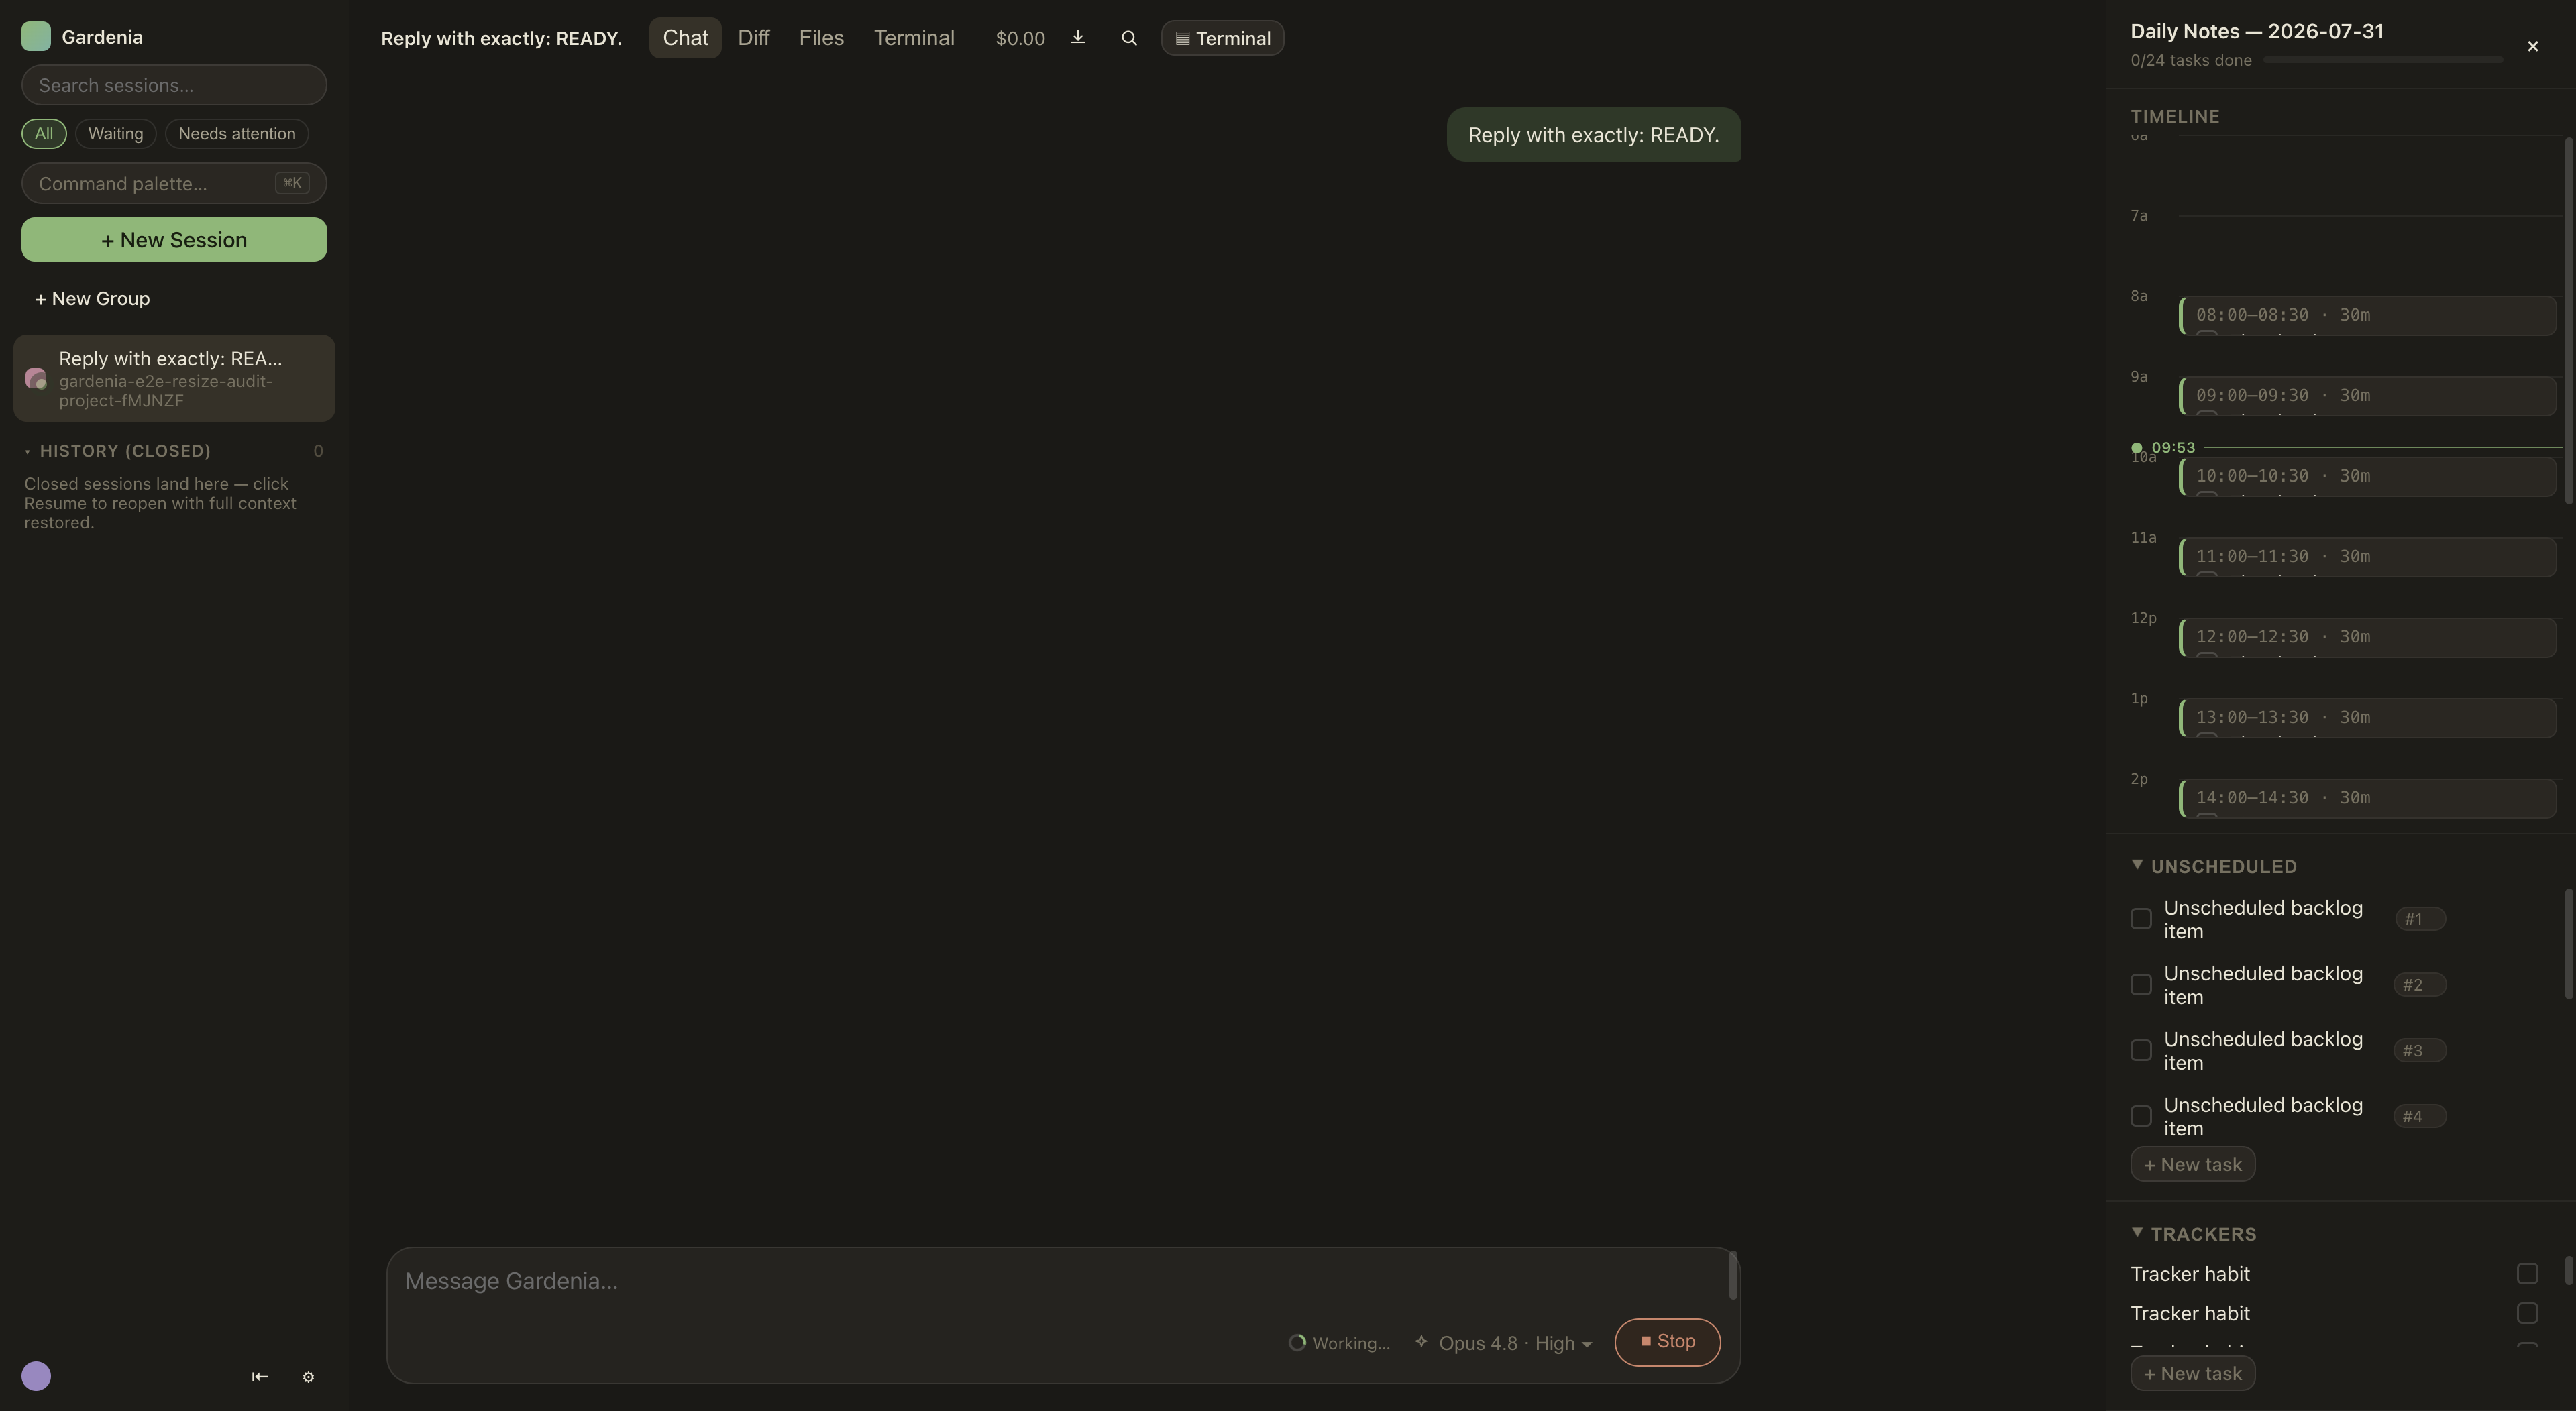 Gardenia
Search sessions...
All
Waiting
Needs attention
Command palette...
⌘K
+ New Session
+ New Group
Reply with exactly: REA...
gardenia-e2e-resize-audit-
project-fMJNZF
HISTORY (CLOSED)
0
Closed sessions land here — click
Resume to reopen with full context
restored.
Reply with exactly: READY.
Chat
Diff
Files
Terminal
$0.00
Terminal
Reply with exactly: READY.
Message Gardenia...
Working...
Opus 4.8 · High
Stop
Daily Notes — 2026-07-31
0/24 tasks done
TIMELINE
6a
7a
8a
08:00–08:30 · 30m
9a
09:00–09:30 · 30m
09:53
10a
10:00–10:30 · 30m
11a
11:00–11:30 · 30m
12p
12:00–12:30 · 30m
1p
13:00–13:30 · 30m
2p
14:00–14:30 · 30m
UNSCHEDULED
Unscheduled backlog
item
#1
Unscheduled backlog
item
#2
Unscheduled backlog
item
#3
Unscheduled backlog
item
#4
+ New task
TRACKERS
Tracker habit
Tracker habit
+ New task